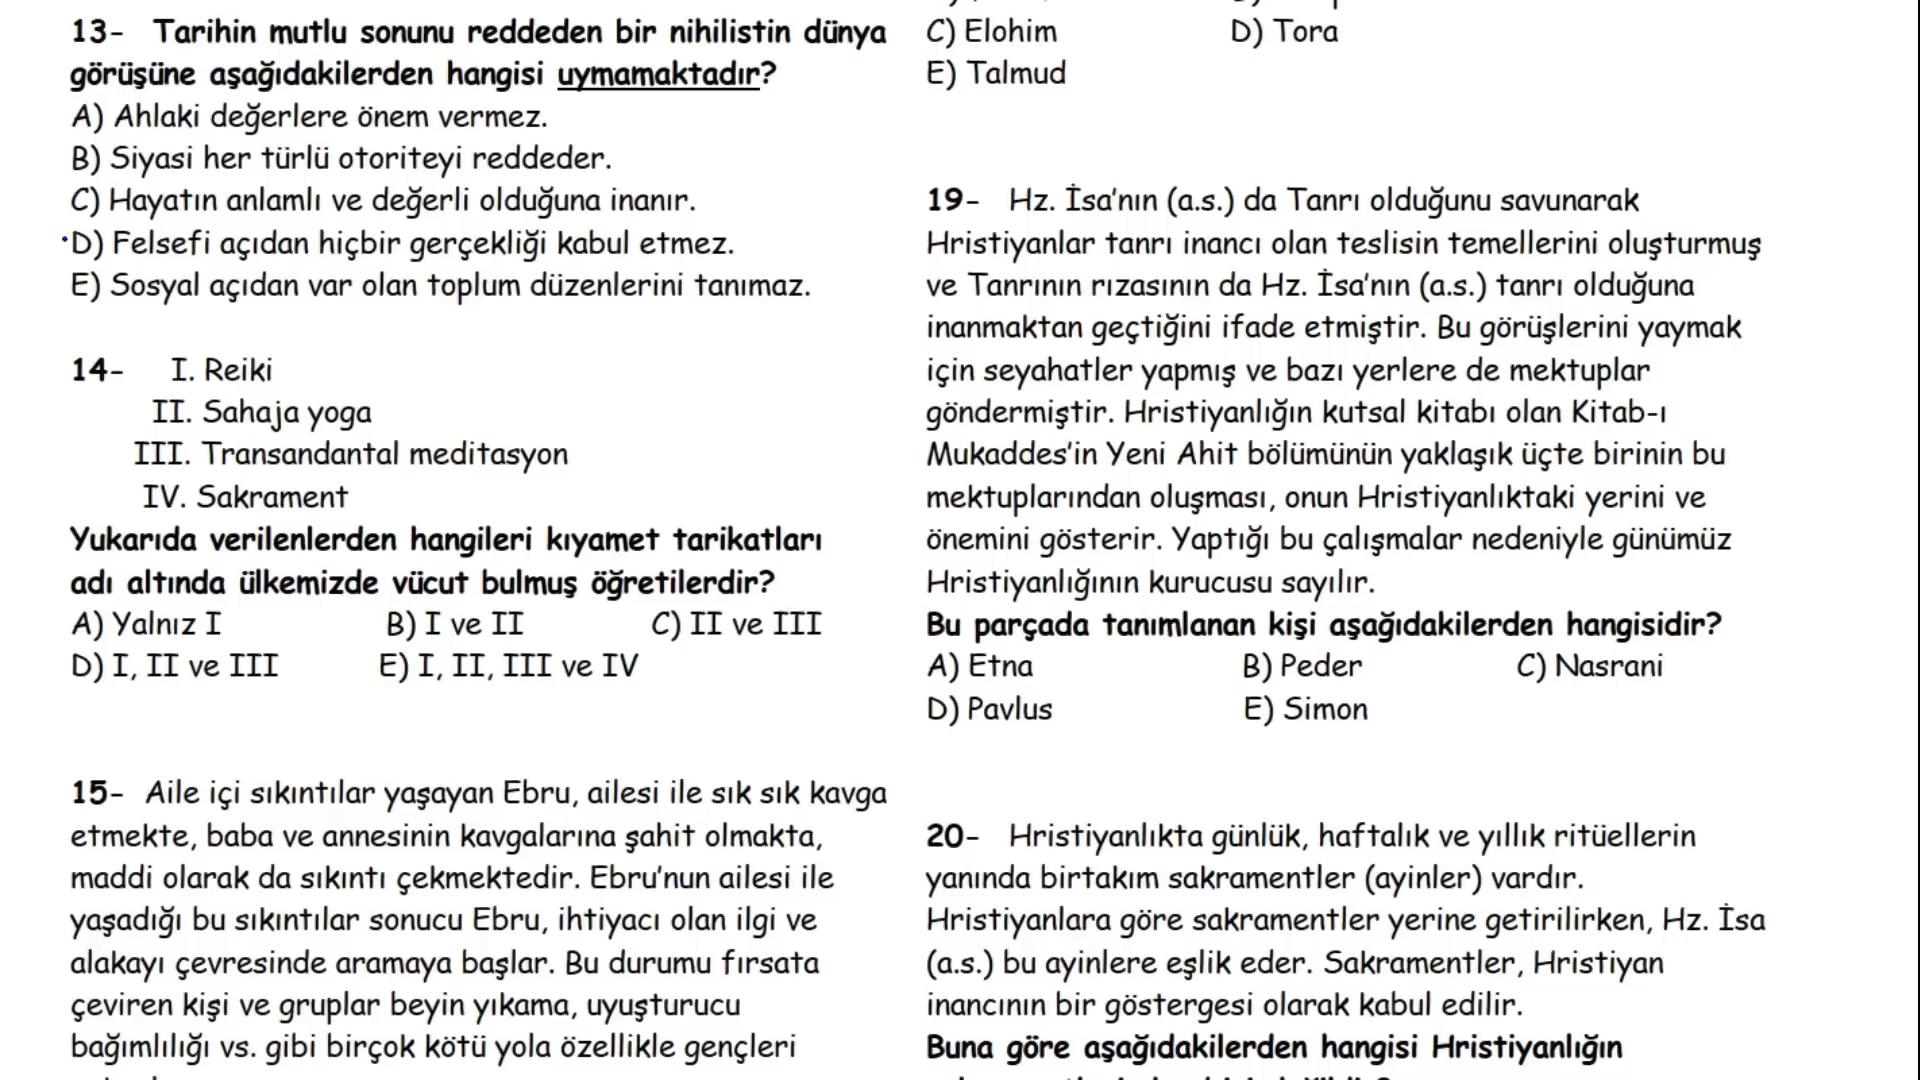 13- Tarihin mutlu sonunu reddeden bir nihilistin dünya
görüşüne aşağıdakilerden hangisi uymamaktadır?
A) Ahlaki değerlere önem vermez.
B) Siyasi her türlü otoriteyi reddeder.
C) Hayatın anlamlı ve değerli olduğuna inanır.
D) Felsefi açıdan hiçbir gerçekliği kabul etmez.
E) Sosyal açıdan var olan toplum düzenlerini tanımaz.
14- I. Reiki
II. Sahaja yoga
III. Transandantal meditasyon
IV. Sakrament
Yukarıda verilenlerden hangileri kıyamet tarikatları
adı altında ülkemizde vücut bulmuş öğretilerdir?
A) Yalnız I B) I ve II C) II ve III
D) I, II ve III E) I, II, III ve IV
15- Aile içi sıkıntılar yaşayan Ebru, ailesi ile sık sık kavga
etmekte, baba ve annesinin kavgalarına şahit olmakta,
maddi olarak da sıkıntı çekmektedir. Ebru'nun ailesi ile
yaşadığı bu sıkıntılar sonucu Ebru, ihtiyacı olan ilgi ve
alakayı çevresinde aramaya başlar. Bu durumu fırsata
çeviren kişi ve gruplar beyin yıkama, uyuşturucu
bağımlılığı vs. gibi birçok kötü yola özellikle gençleri
C) Elohim D) Tora
E) Talmud
19- Hz. İsa'nın (a.s.) da Tanrı olduğunu savunarak
Hristiyanlar tanrı inancı olan teslisin temellerini oluşturmuş
ve Tanrının rızasının da Hz. İsa'nın (a.s.) tanrı olduğuna
inanmaktan geçtiğini ifade etmiştir. Bu görüşlerini yaymak
için seyahatler yapmış ve bazı yerlere de mektuplar
göndermiştir. Hristiyanlığın kutsal kitabı olan Kitab-ı
Mukaddes'in Yeni Ahit bölümünün yaklaşık üçte birinin bu
mektuplarından oluşması, onun Hristiyanlıktaki yerini ve
önemini gösterir. Yaptığı bu çalışmalar nedeniyle günümüz
Hristiyanlığının kurucusu sayılır.
Bu parçada tanımlanan kişi aşağıdakilerden hangisidir?
A) Etna B) Peder C) Nasrani
D) Pavlus E) Simon
20- Hristiyanlıkta günlük, haftalık ve yıllık ritüellerin
yanında birtakım sakramentler (ayinler) vardır.
Hristiyanlara göre sakramentler yerine getirilirken, Hz. İsa
(a.s.) bu ayinlere eşlik eder. Sakramentler, Hristiyan
inancının bir göstergesi olarak kabul edilir.
Buna göre aşağıdakilerden hangisi Hristiyanlığın